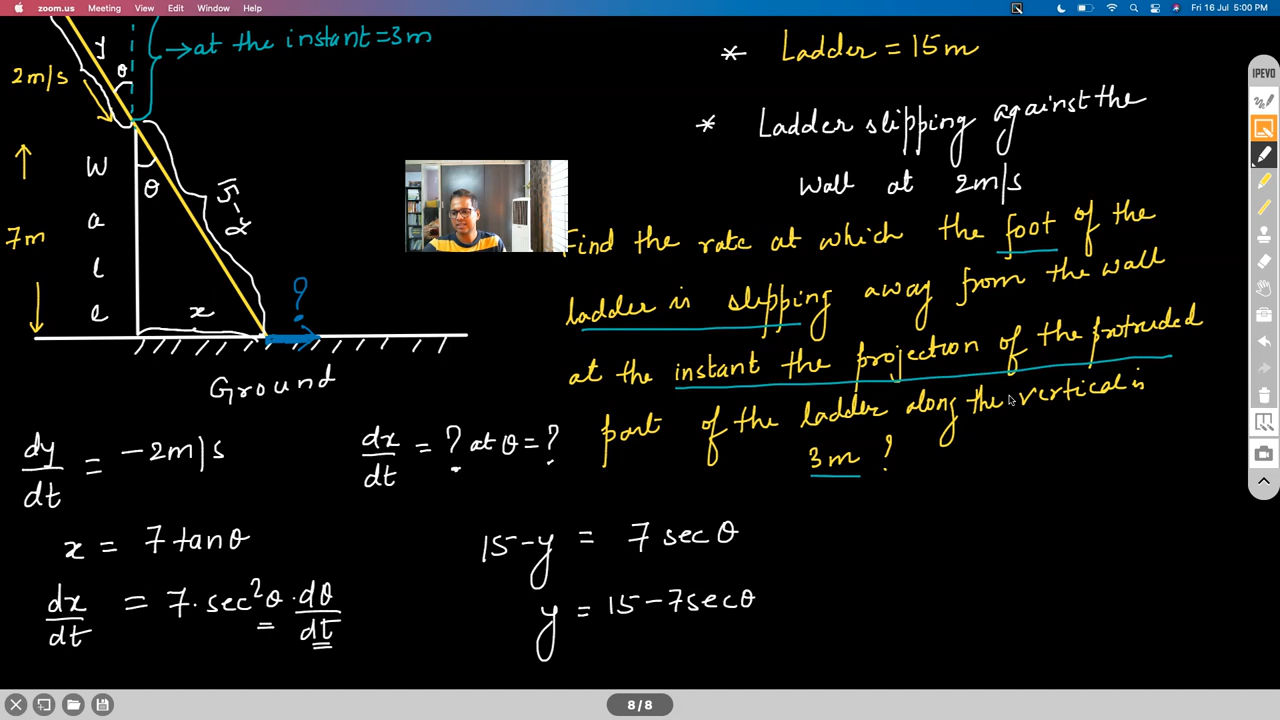 zoom.us Meeting View Edit Window Help
Fri 16 Jul 5:00 PM
IPEVO
y
θ
2m/s
→at the instant=3m
7m
W
a
l
l
θ
15-y
x
?
Ground
* Ladder = 15m
* Ladder slipping against the
Wall at 2m/s
Find the rate at which the foot of the
ladder is slipping away from the wall
at the instant the projection of the protruded
part of the ladder along the vertical is
3m ?
dy/dt = -2m/s
dx/dt = ? at θ = ?
x = 7 tanθ
15-y = 7 sec θ
dx/dt = 7. sec²θ . dθ/dt
y = 15-7secθ
8/8